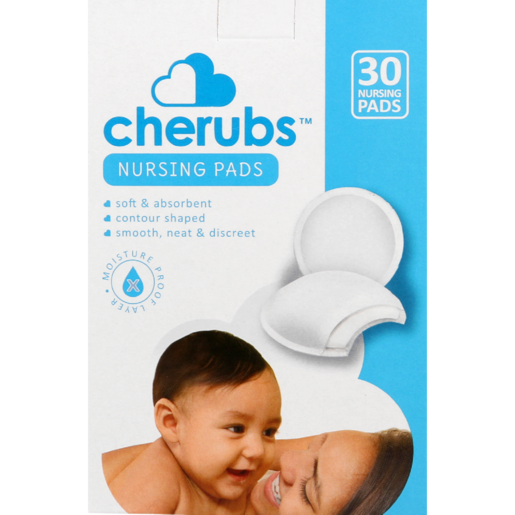 30
NURSING
PADS
cherubs™
NURSING PADS
soft & absorbent
contour shaped
smooth, neat & discreet
MOISTURE PROOF LAYER
X